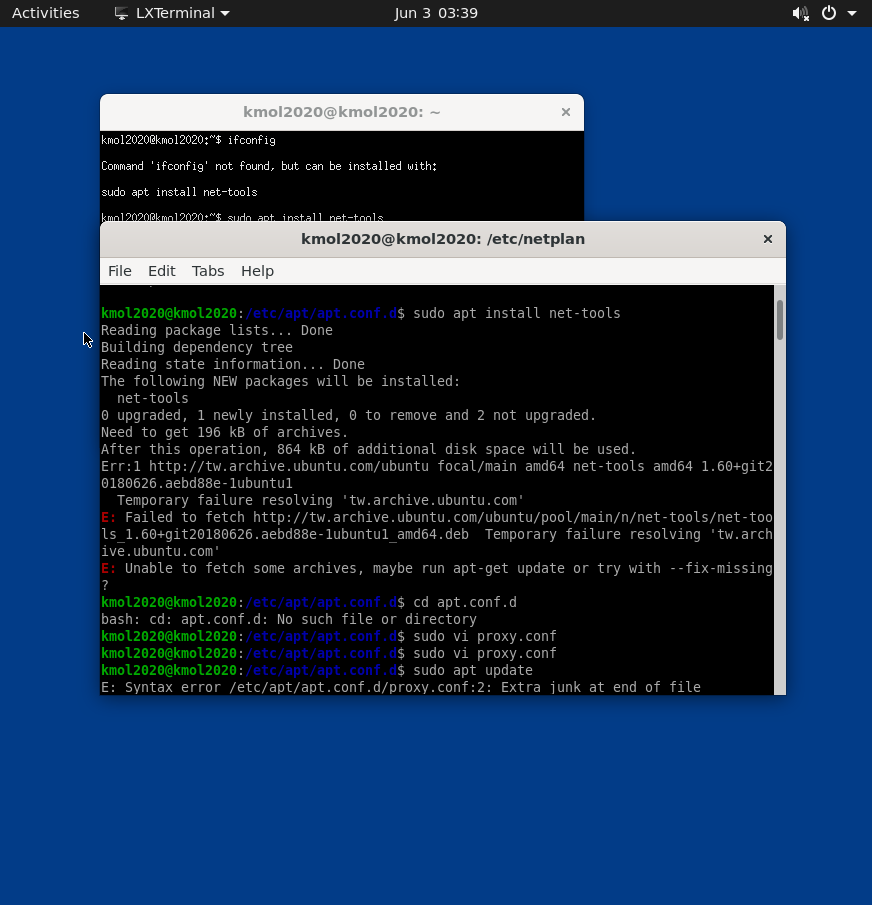 Activities LXTerminal Jun 3 03:39
kmol2020@kmol2020: ~
kmol2020@kmol2020:~$ ifconfig
Command 'ifconfig' not found, but can be installed with:
sudo apt install net-tools
kmol2020@kmol2020:~$ sudo apt install net-tools
kmol2020@kmol2020: /etc/netplan
File Edit Tabs Help
kmol2020@kmol2020:/etc/apt/apt.conf.d$ sudo apt install net-tools
Reading package lists... Done
Building dependency tree
Reading state information... Done
The following NEW packages will be installed:
  net-tools
0 upgraded, 1 newly installed, 0 to remove and 2 not upgraded.
Need to get 196 kB of archives.
After this operation, 864 kB of additional disk space will be used.
Err:1 http://tw.archive.ubuntu.com/ubuntu focal/main amd64 net-tools amd64 1.60+git2
0180626.aebd88e-1ubuntu1
  Temporary failure resolving 'tw.archive.ubuntu.com'
E: Failed to fetch http://tw.archive.ubuntu.com/ubuntu/pool/main/n/net-tools/net-too
ls_1.60+git20180626.aebd88e-1ubuntu1_amd64.deb  Temporary failure resolving 'tw.arch
ive.ubuntu.com'
E: Unable to fetch some archives, maybe run apt-get update or try with --fix-missing
?
kmol2020@kmol2020:/etc/apt/apt.conf.d$ cd apt.conf.d
bash: cd: apt.conf.d: No such file or directory
kmol2020@kmol2020:/etc/apt/apt.conf.d$ sudo vi proxy.conf
kmol2020@kmol2020:/etc/apt/apt.conf.d$ sudo vi proxy.conf
kmol2020@kmol2020:/etc/apt/apt.conf.d$ sudo apt update
E: Syntax error /etc/apt/apt.conf.d/proxy.conf:2: Extra junk at end of file